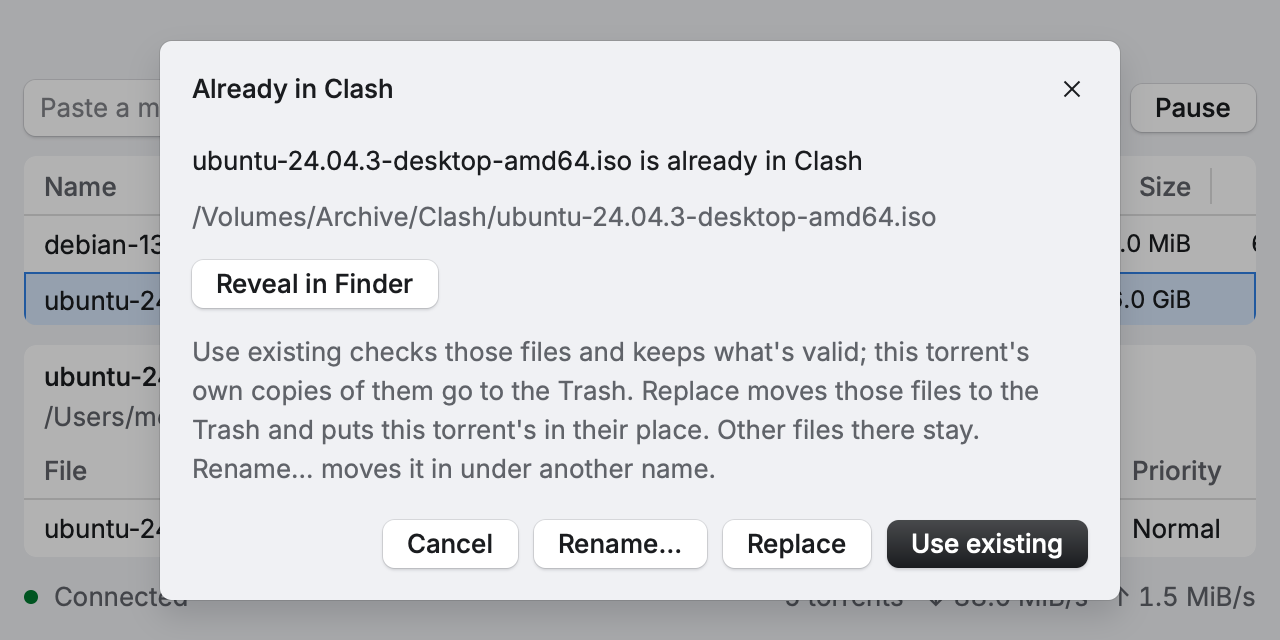 Already in Clash
Paste a m
Pause
ubuntu-24.04.3-desktop-amd64.iso is already in Clash
Name
Size
/Volumes/Archive/Clash/ubuntu-24.04.3-desktop-amd64.iso
debian-13
.0 MiB
Reveal in Finder
ubuntu-24
.0 GiB
Use existing checks those files and keeps what's valid; this torrent's
own copies of them go to the Trash. Replace moves those files to the
Trash and puts this torrent's in their place. Other files there stay.
Rename... moves it in under another name.
ubuntu-24
/Users/m
File
Priority
ubuntu-24
Normal
Cancel
Rename...
Replace
Use existing
Connected
torrents
MiB/s
↑ 1.5 MiB/s